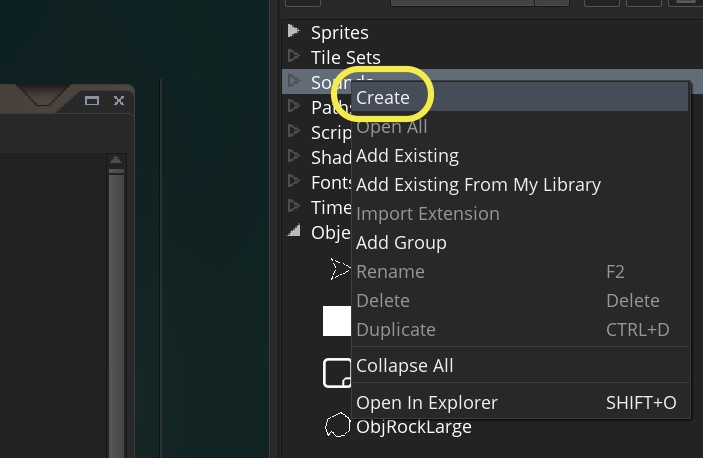 Sprites
Tile Sets
Sounds
Create
Open All
Add Existing
Add Existing From My Library
Import Extension
Add Group
Rename F2
Delete Delete
Duplicate CTRL+D
Collapse All
Open In Explorer SHIFT+O
Path
Scrip
Shad
Fonts
Time
Obje
ObjRockLarge